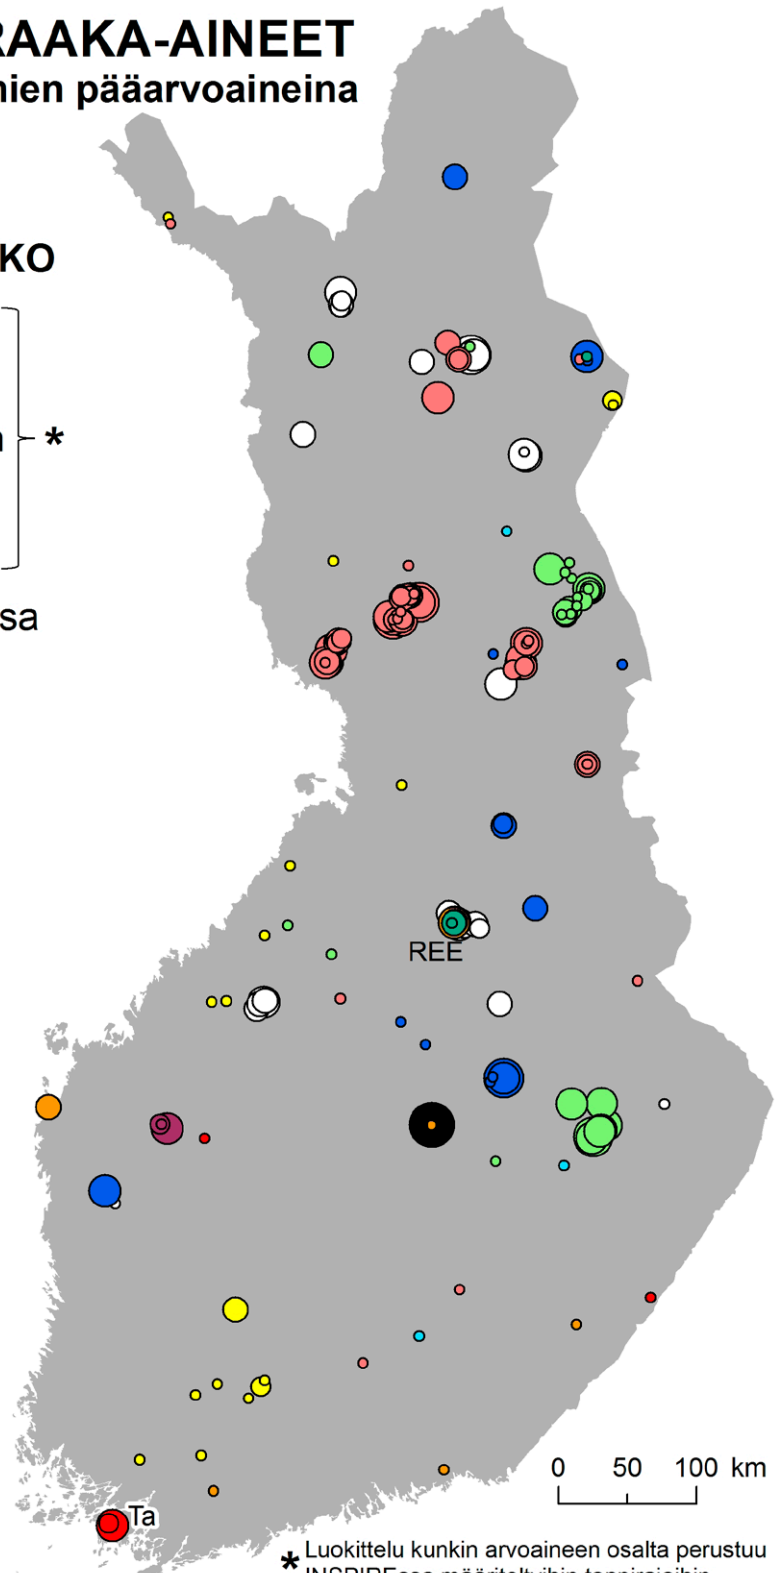 RAAKA-AINEET
nien pääarvoaineina
KO
*
sa
REE
Ta
0 50 100 km
* Luokittelu kunkin arvoaineen osalta perustuu